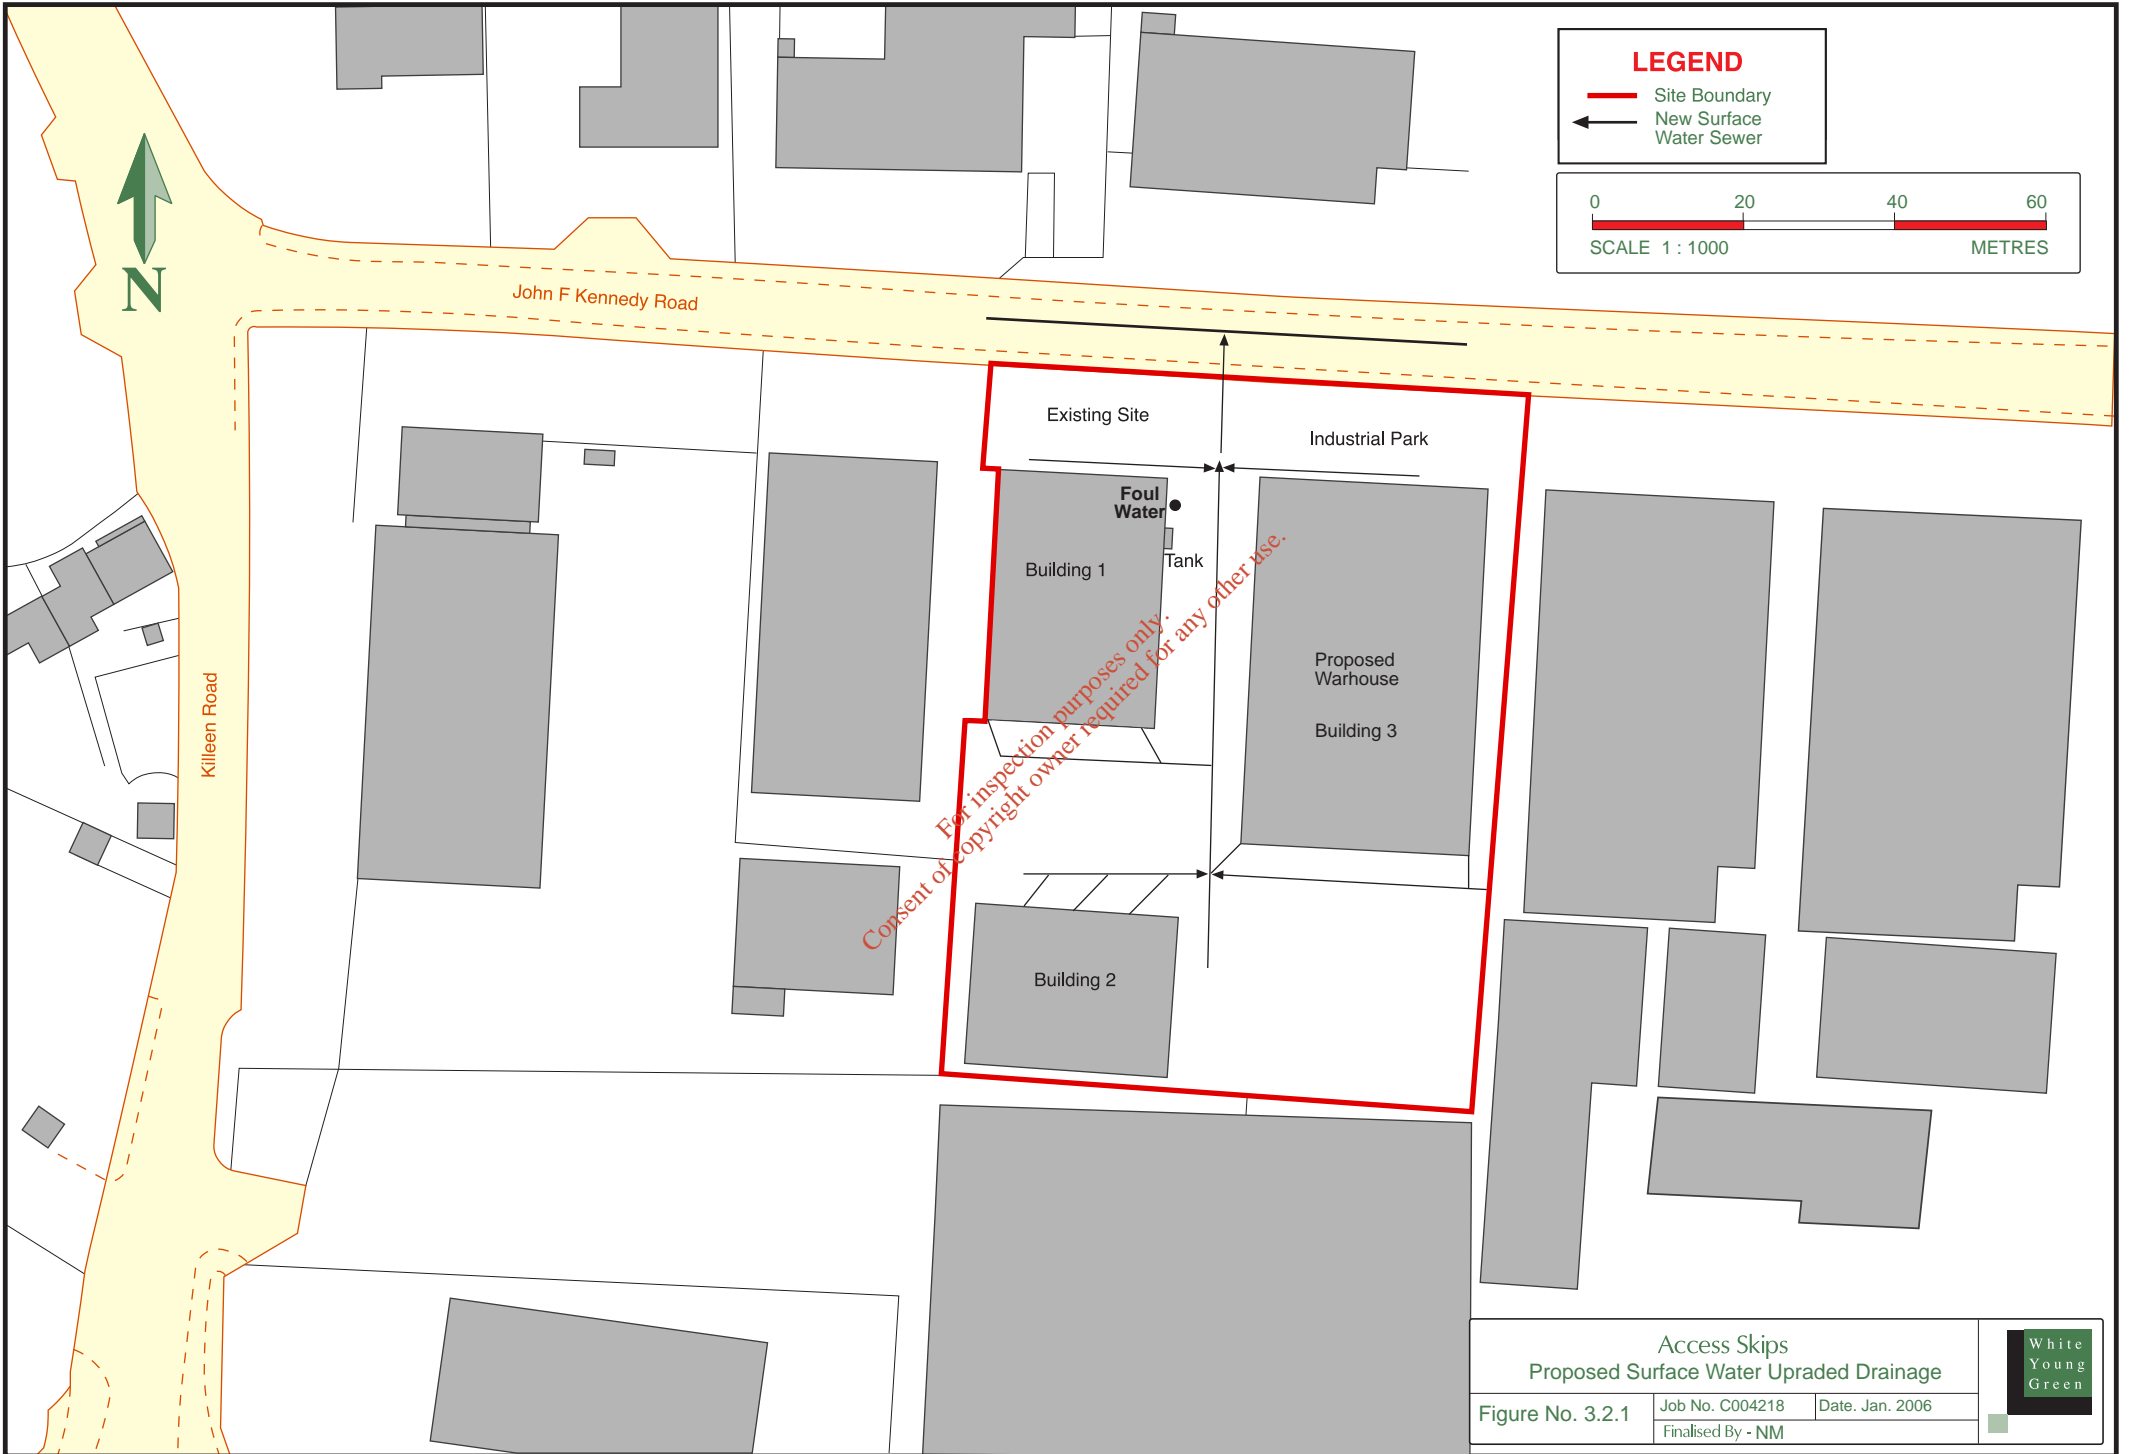 LEGEND
Site Boundary
New Surface
Water Sewer
0 20 40 60
SCALE 1 : 1000 METRES
N
John F Kennedy Road
Existing Site
Industrial Park
Foul
Water
Tank
Building 1
Proposed
Warhouse
Building 3
Killeen Road
For inspection purposes only.
Consent of copyright owner required for any other use.
Building 2
Access Skips
Proposed Surface Water Upraded Drainage
Figure No. 3.2.1
Job No. C004218
Date. Jan. 2006
Finalised By - NM
White
Young
Green